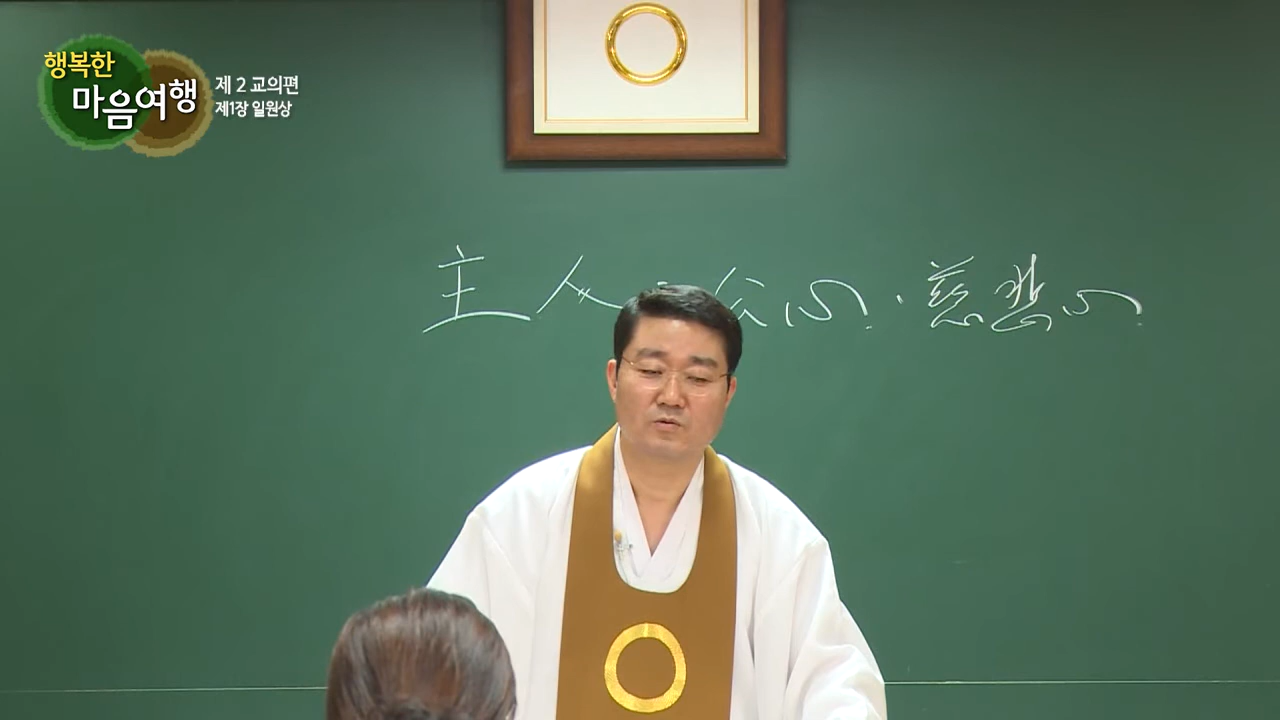 행복한
마음여행
제 2 교의편
제1장 일원상
主人 公心 · 慈悲心